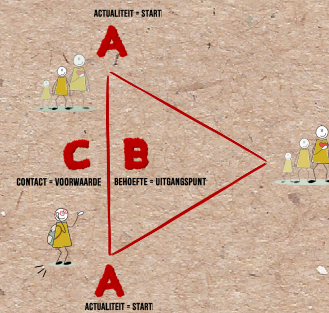 ACTUALITEIT = START
A
C B
CONTACT = VOORWAARDE BEHOEFTE = UITGANGSPUNT
A
ACTUALITEIT = START